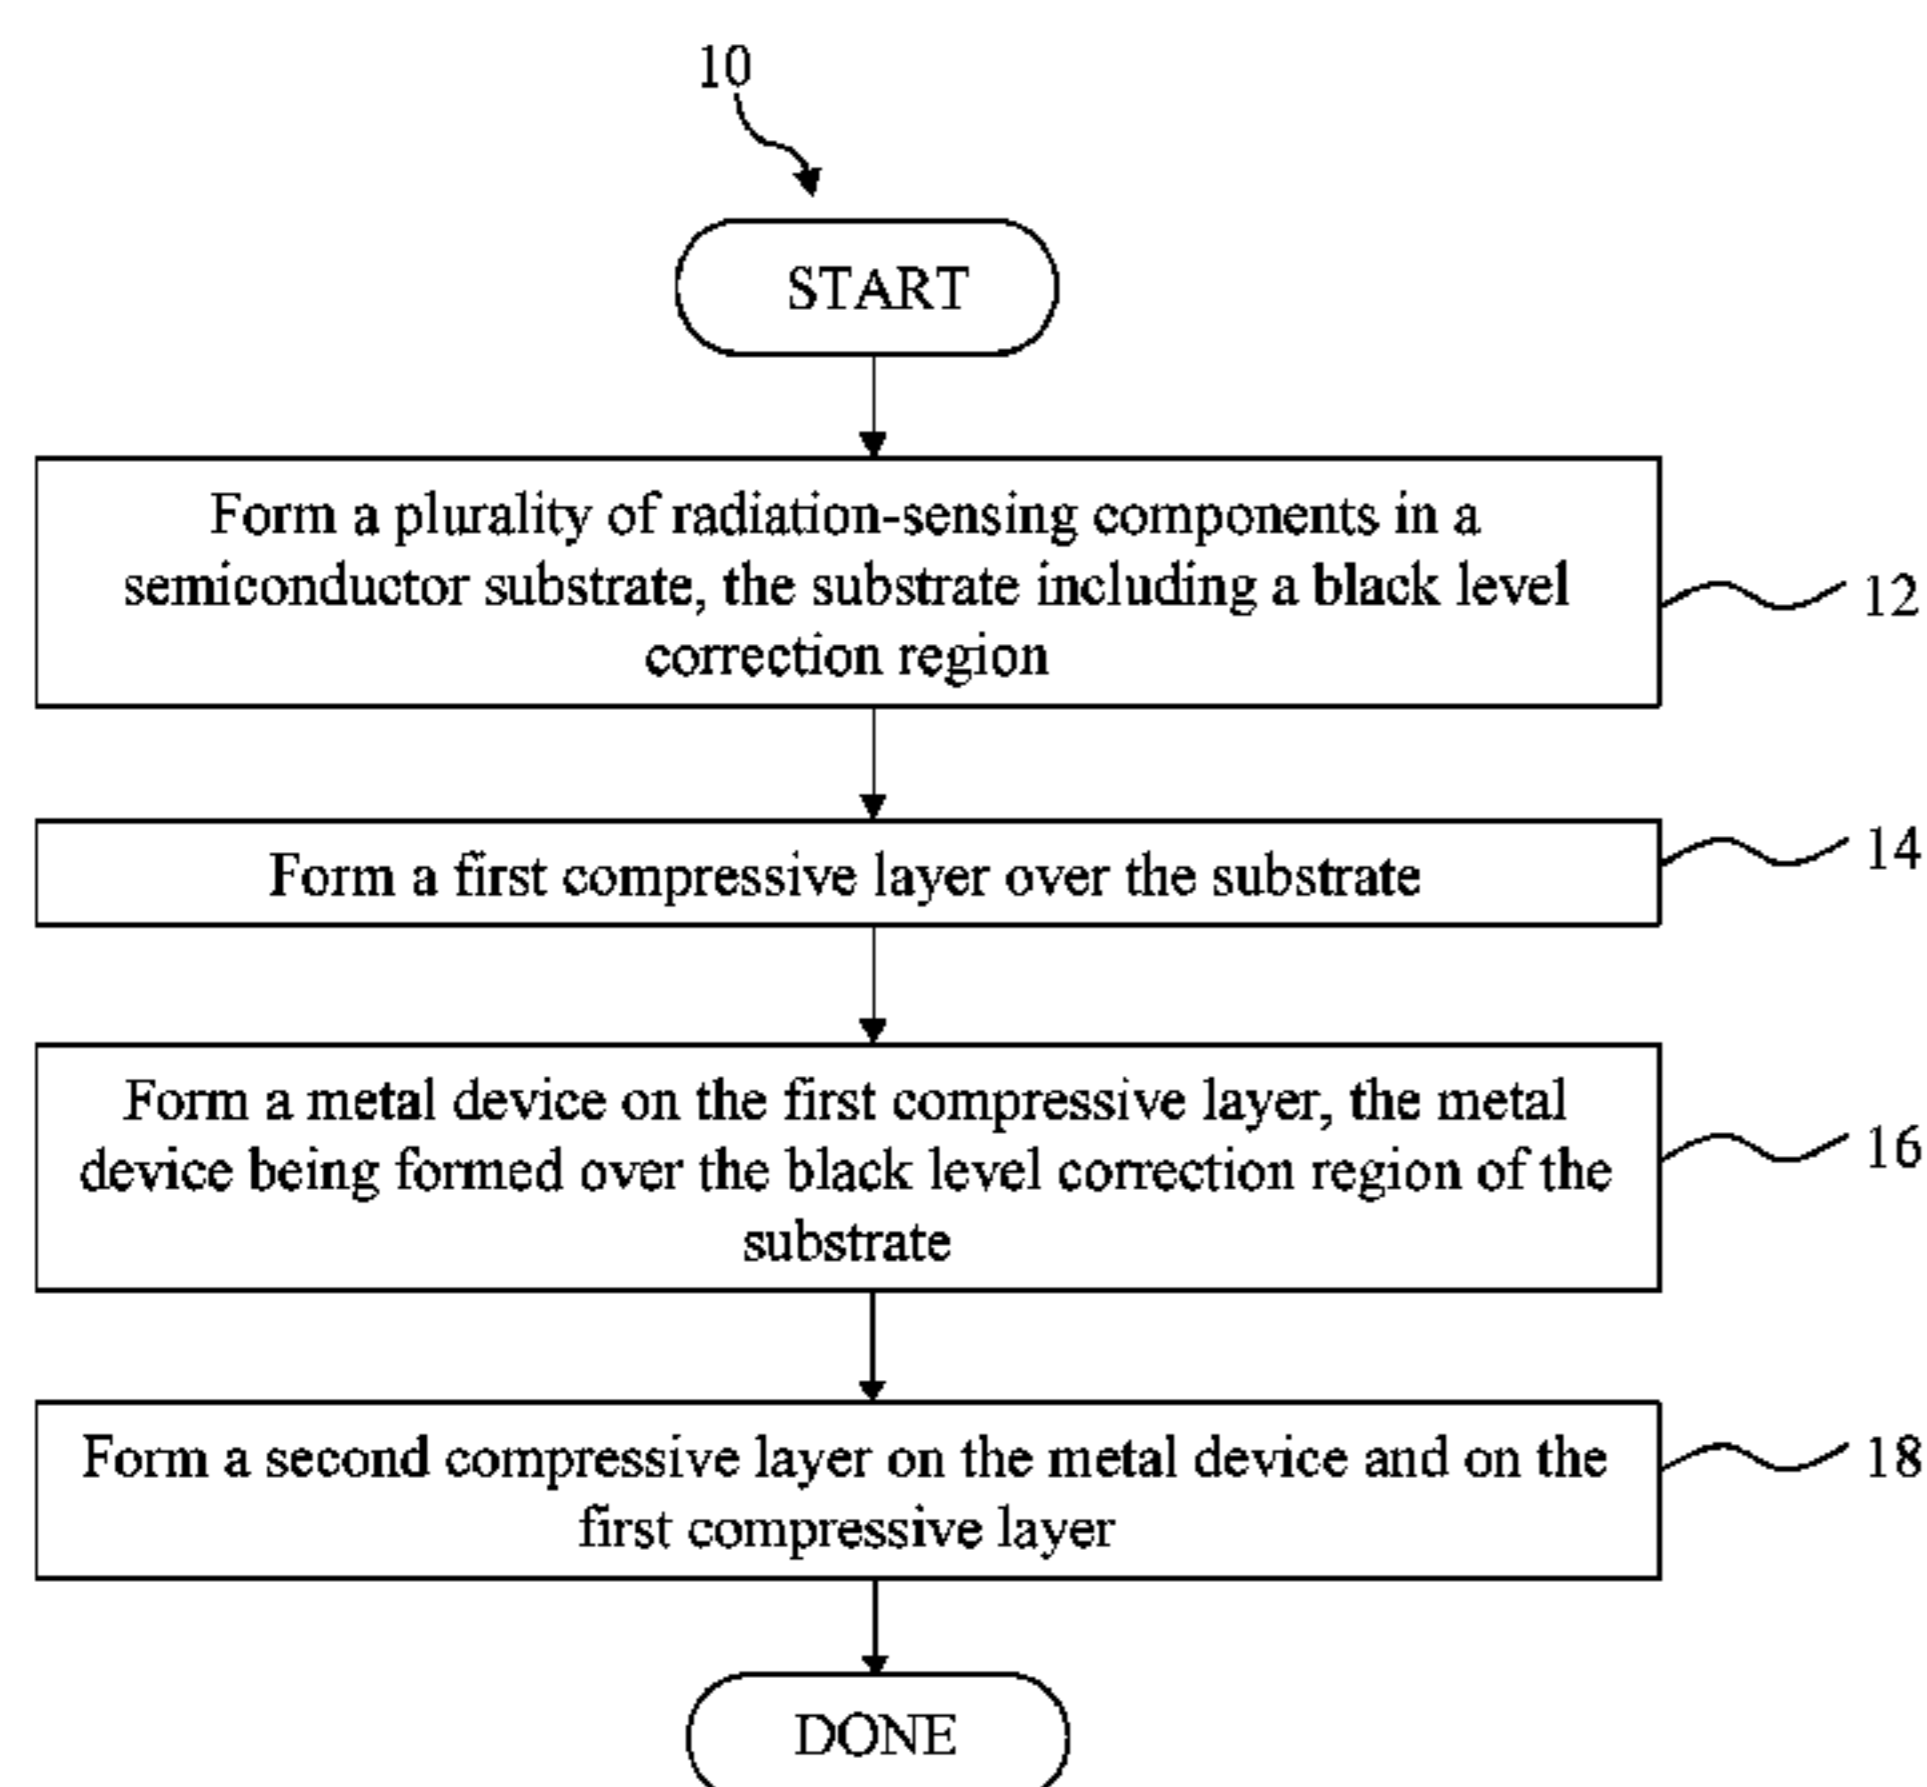 10
START
Form a plurality of radiation-sensing components in a
semiconductor substrate, the substrate including a black level
correction region
12
Form a first compressive layer over the substrate
14
Form a metal device on the first compressive layer, the metal
device being formed over the black level correction region of the
substrate
16
Form a second compressive layer on the metal device and on the
first compressive layer
18
DONE